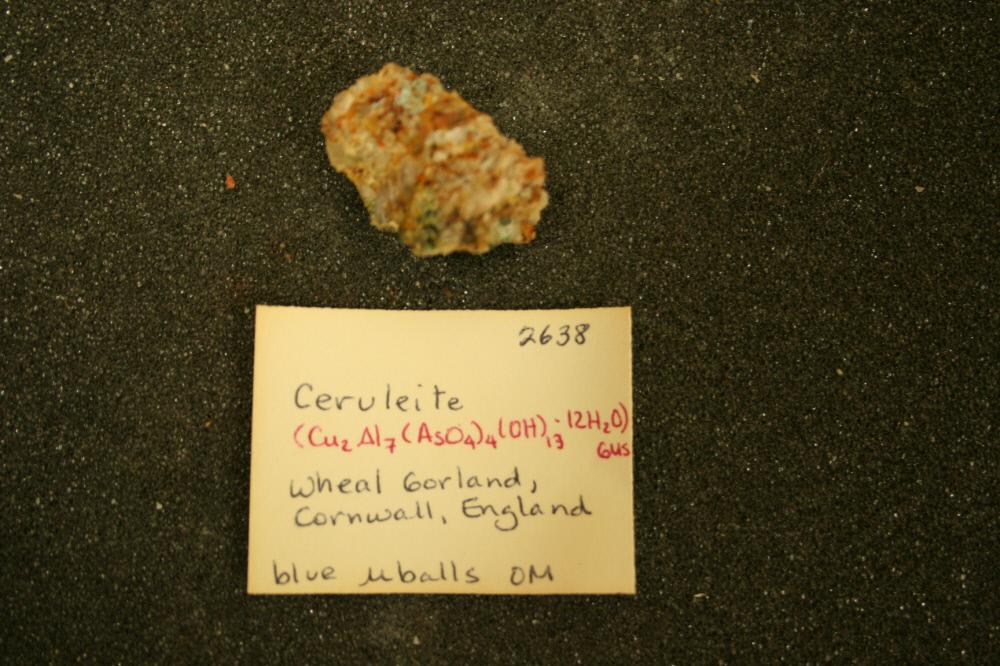 2638
Ceruleite
(Cu₂Al₇(AsO₄)₄(OH)₁₃·12H₂O)
Gus
Wheal Gorland,
Cornwall, England
blue µballs OM